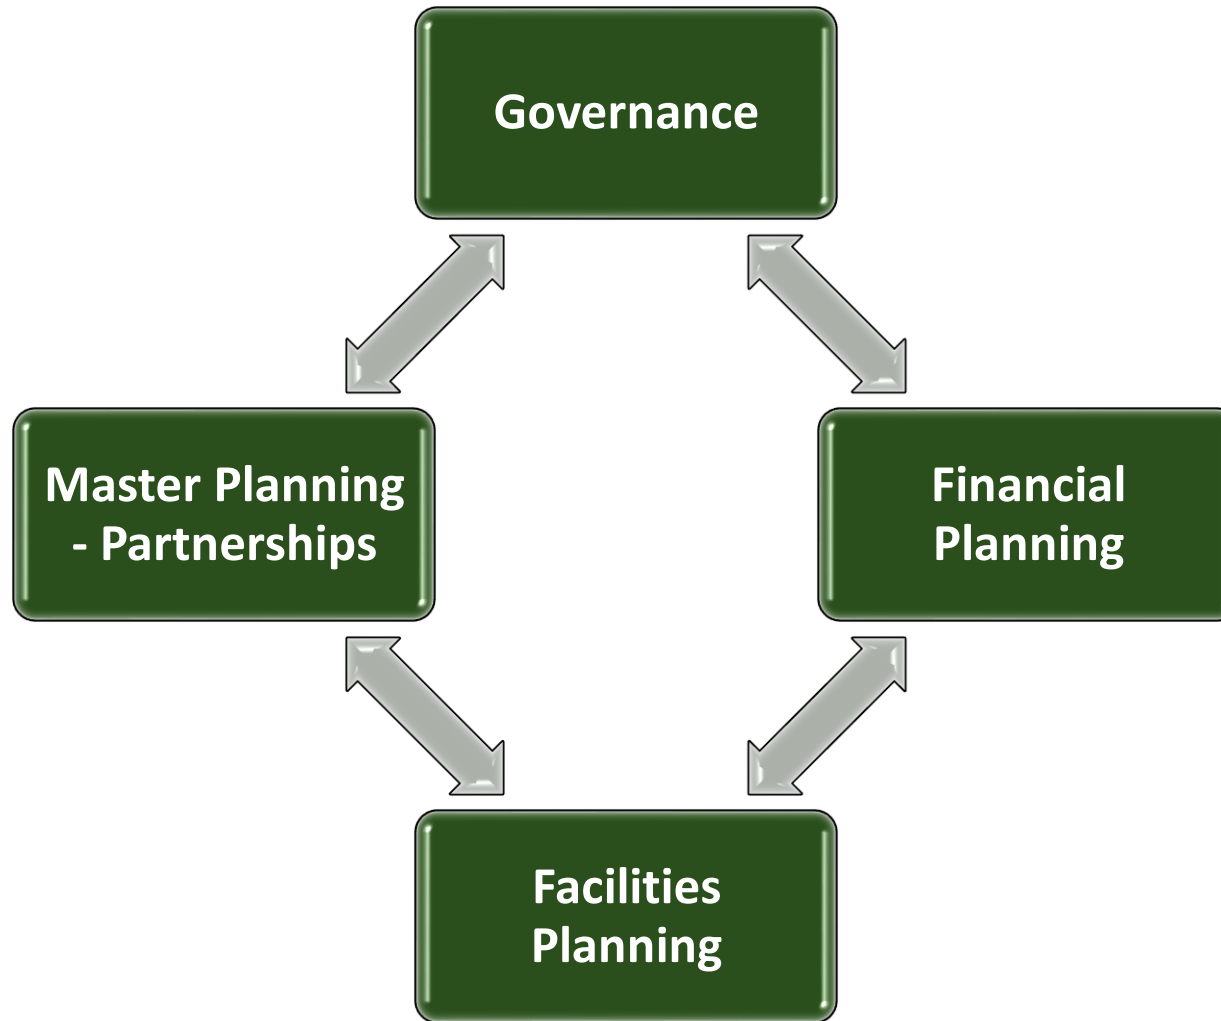 Governance
Master Planning
- Partnerships
Financial
Planning
Facilities
Planning